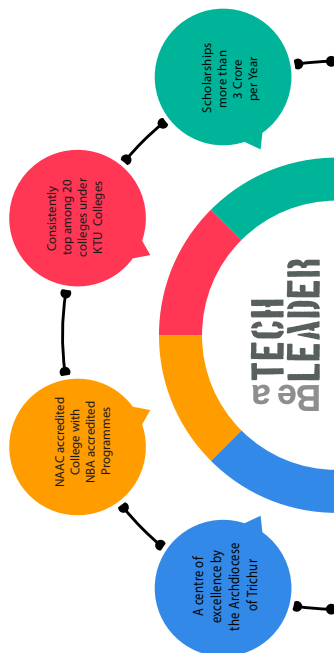 A centre of
excellence by
the Archdiocese
of Trichur
NAAC accredited
College with
NBA accredited
Programmes
Consistently
top among 20
colleges under
KTU Colleges
Scholarships
more than
3 Crore
per Year
Be a
TECH
LEADER